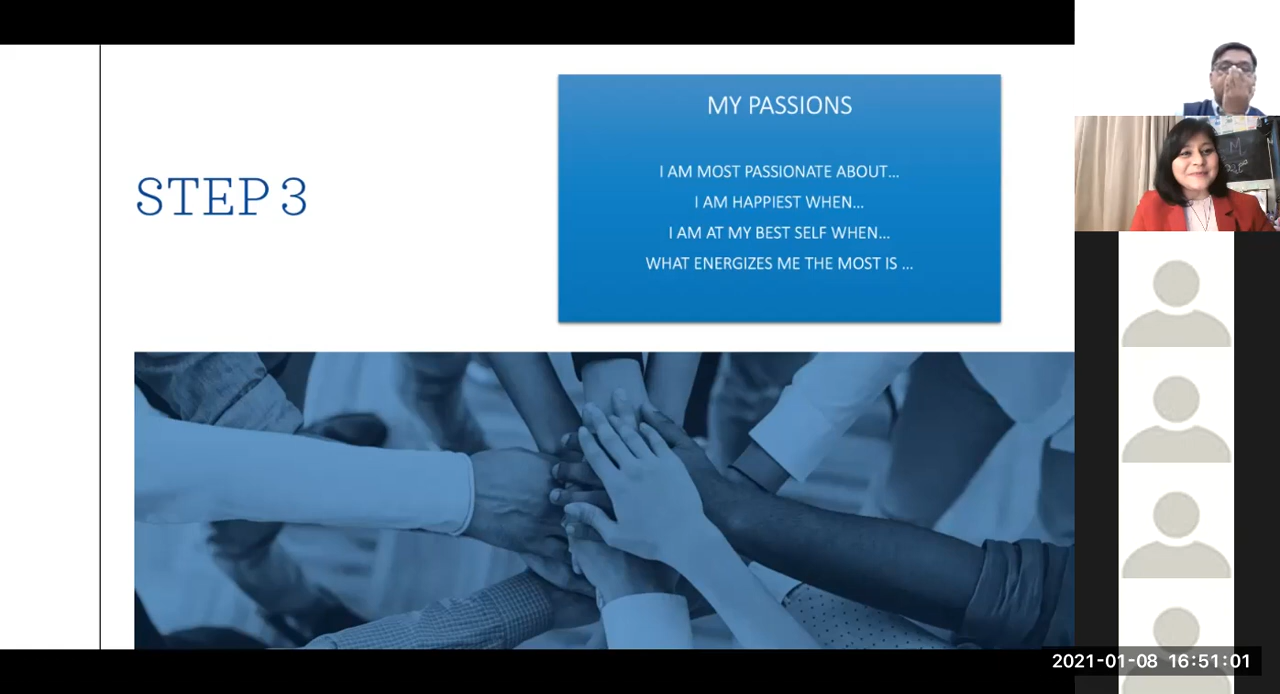 STEP 3
MY PASSIONS
I AM MOST PASSIONATE ABOUT...
I AM HAPPIEST WHEN...
I AM AT MY BEST SELF WHEN...
WHAT ENERGIZES ME THE MOST IS ...
2021-01-08 16:51:01